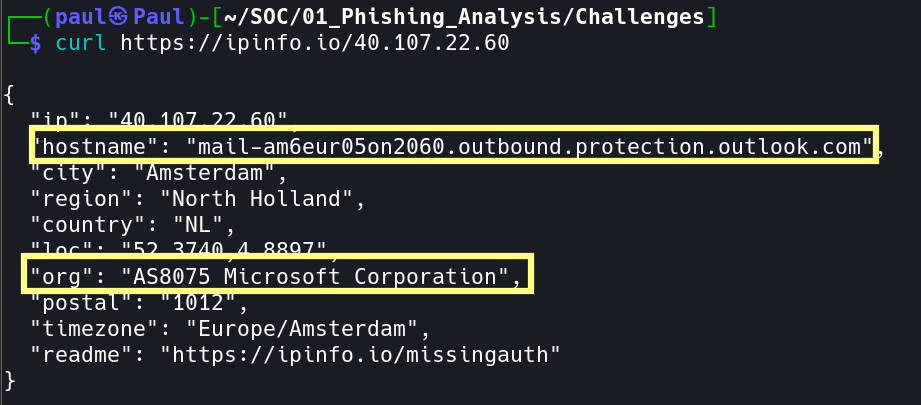 ┌──(paul㉿Paul)-[~/SOC/01_Phishing_Analysis/Challenges]
└─$ curl https://ipinfo.io/40.107.22.60
{
"ip": "40.107.22.60",
"hostname": "mail-am6eur05on2060.outbound.protection.outlook.com",
"city": "Amsterdam",
"region": "North Holland",
"country": "NL",
"loc": "52.3740,4.8897",
"org": "AS8075 Microsoft Corporation",
"postal": "1012",
"timezone": "Europe/Amsterdam",
"readme": "https://ipinfo.io/missingauth"
}